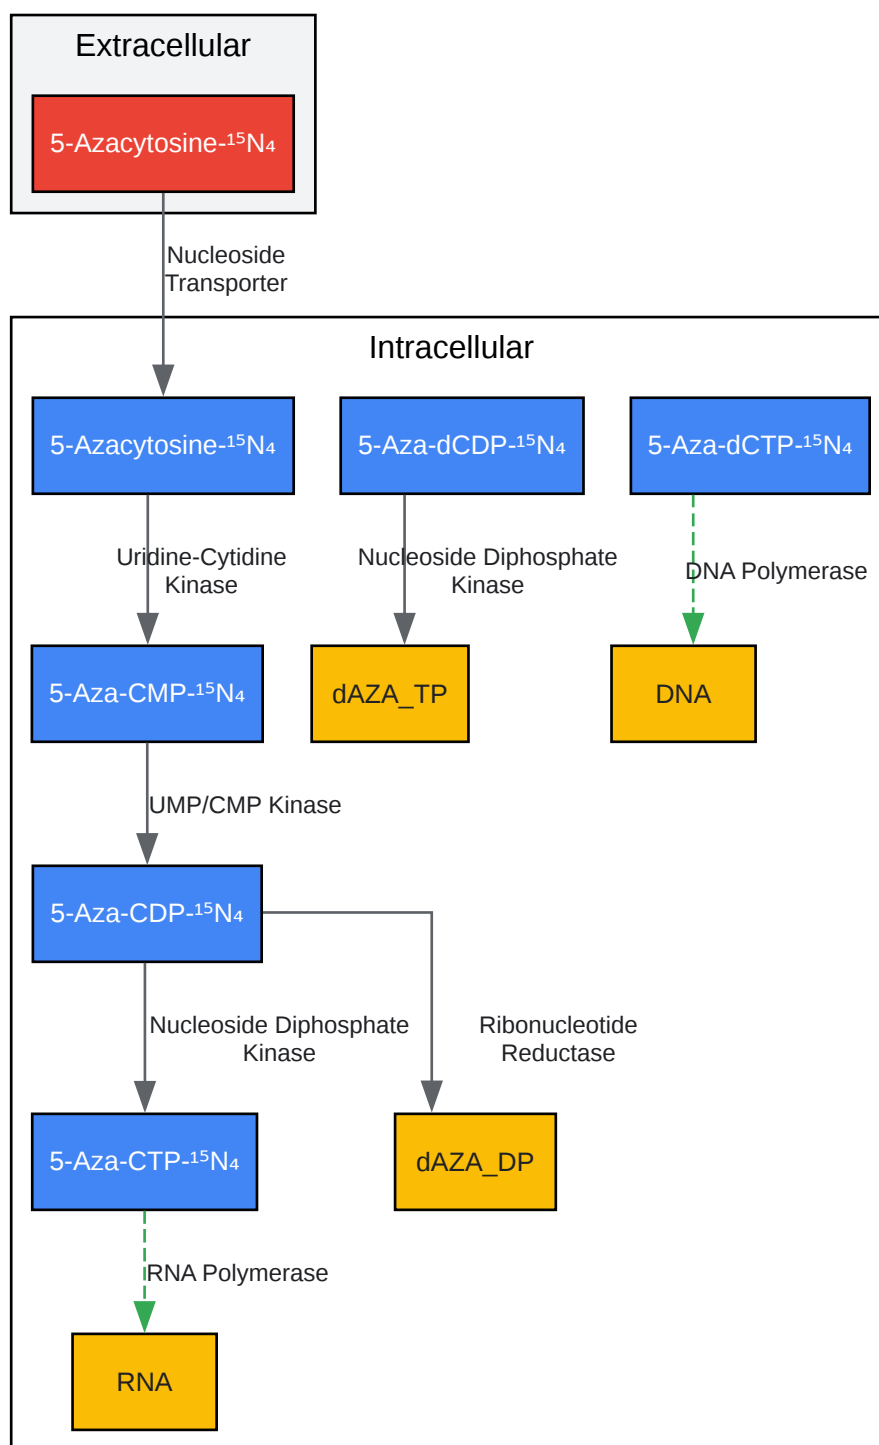 Extracellular
5-Azacytosine-¹⁵N₄
Nucleoside
Transporter
Intracellular
5-Azacytosine-¹⁵N₄
5-Aza-dCDP-¹⁵N₄
5-Aza-dCTP-¹⁵N₄
Uridine-Cytidine
Kinase
Nucleoside Diphosphate
Kinase
DNA Polymerase
5-Aza-CMP-¹⁵N₄
dAZA_TP
DNA
UMP/CMP Kinase
5-Aza-CDP-¹⁵N₄
Nucleoside Diphosphate
Kinase
Ribonucleotide
Reductase
5-Aza-CTP-¹⁵N₄
dAZA_DP
RNA Polymerase
RNA